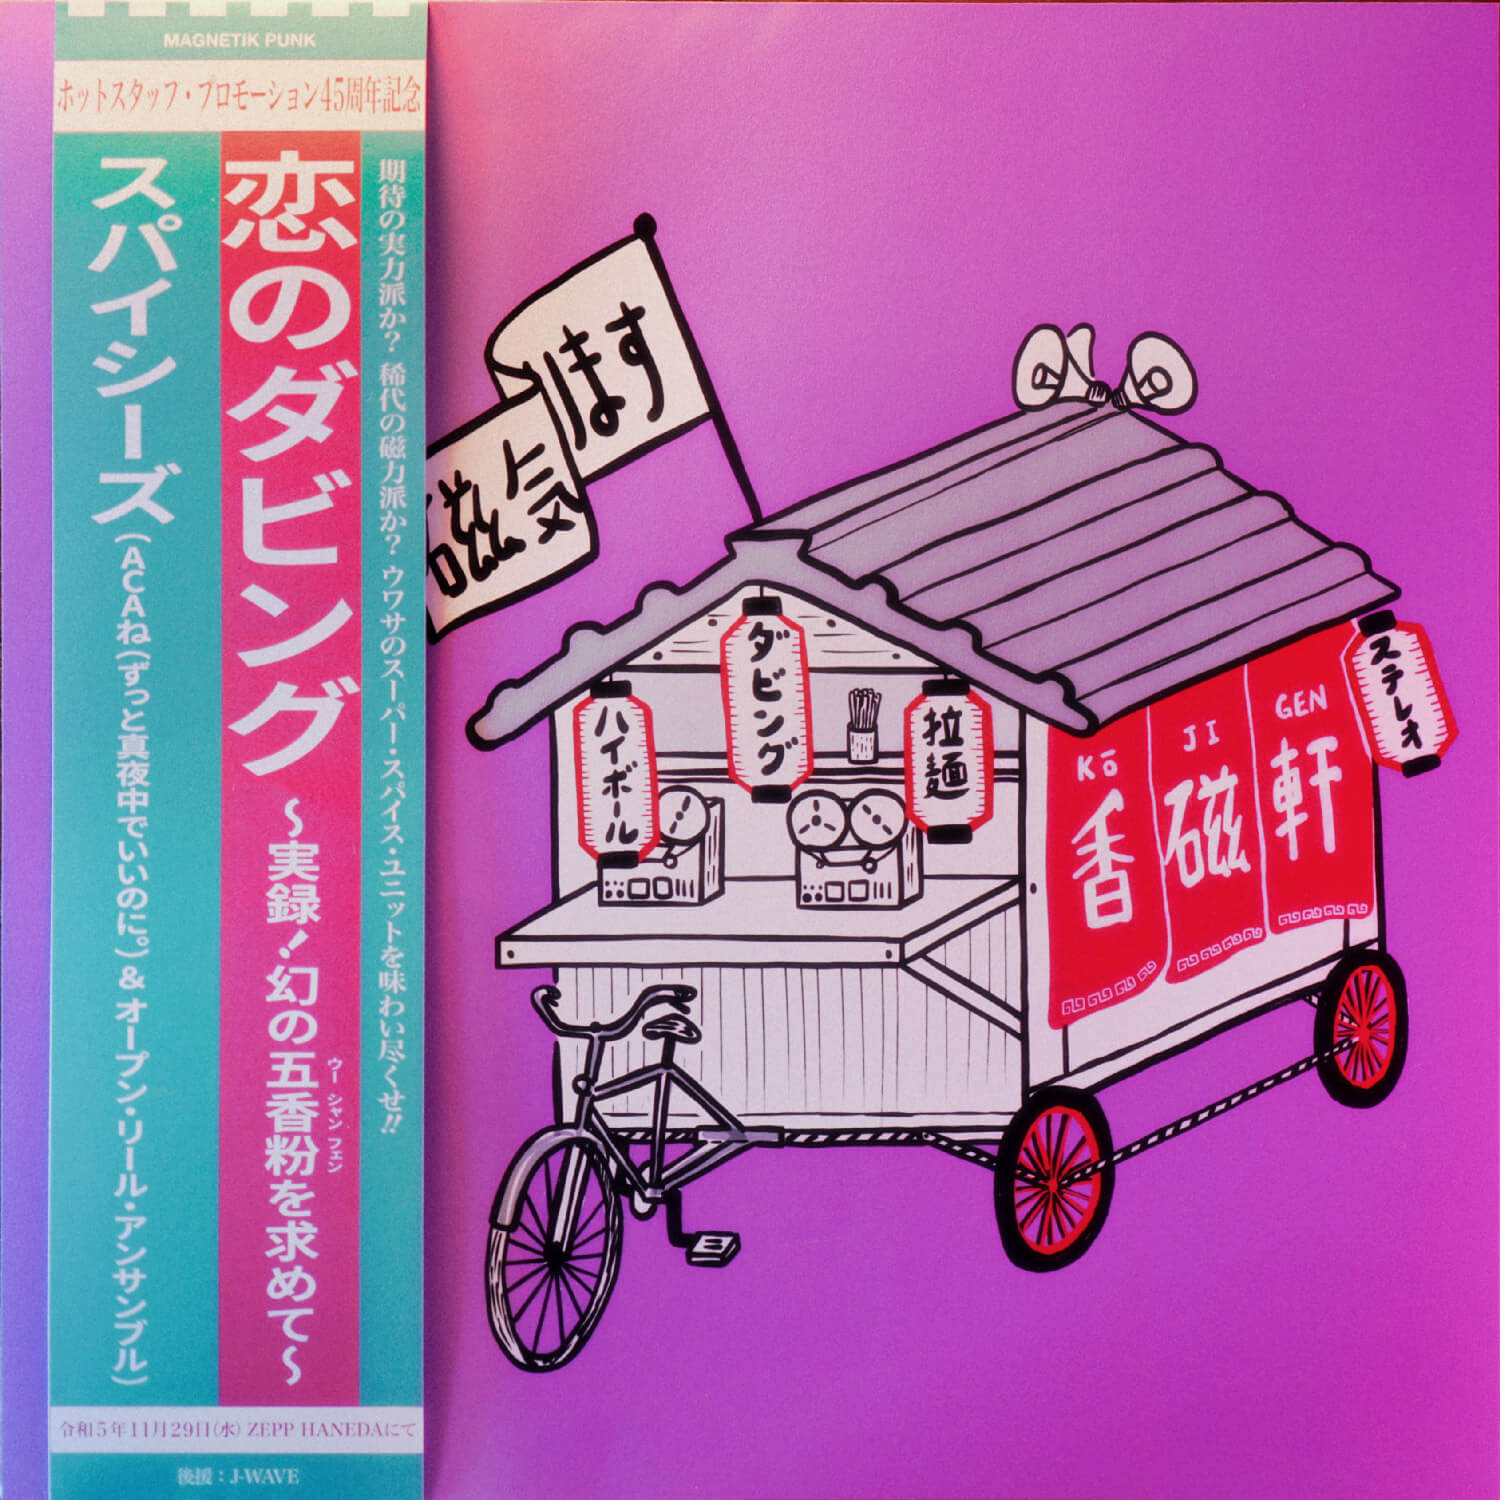 MAGNETIK PUNK
ホットスタッフ・プロモーション45周年記念
期待の実力派か? 稀代の磁力派か? ウワサのスーパー・スパイス・ユニットを味わい尽くせ!!
恋のダビング 〜実録!幻の五香粉を求めて〜
ウー シャン フェン
スパイシーズ(ACAね(ずっと真夜中でいいのに。)&オープン・リール・アンサンブル)
令和5年11月29日(水) ZEPP HANEDAにて
後援:J-WAVE
磁気
ます
ハイボール
ダビング
拉麺
Kō JI GEN
香磁軒
ステレオ